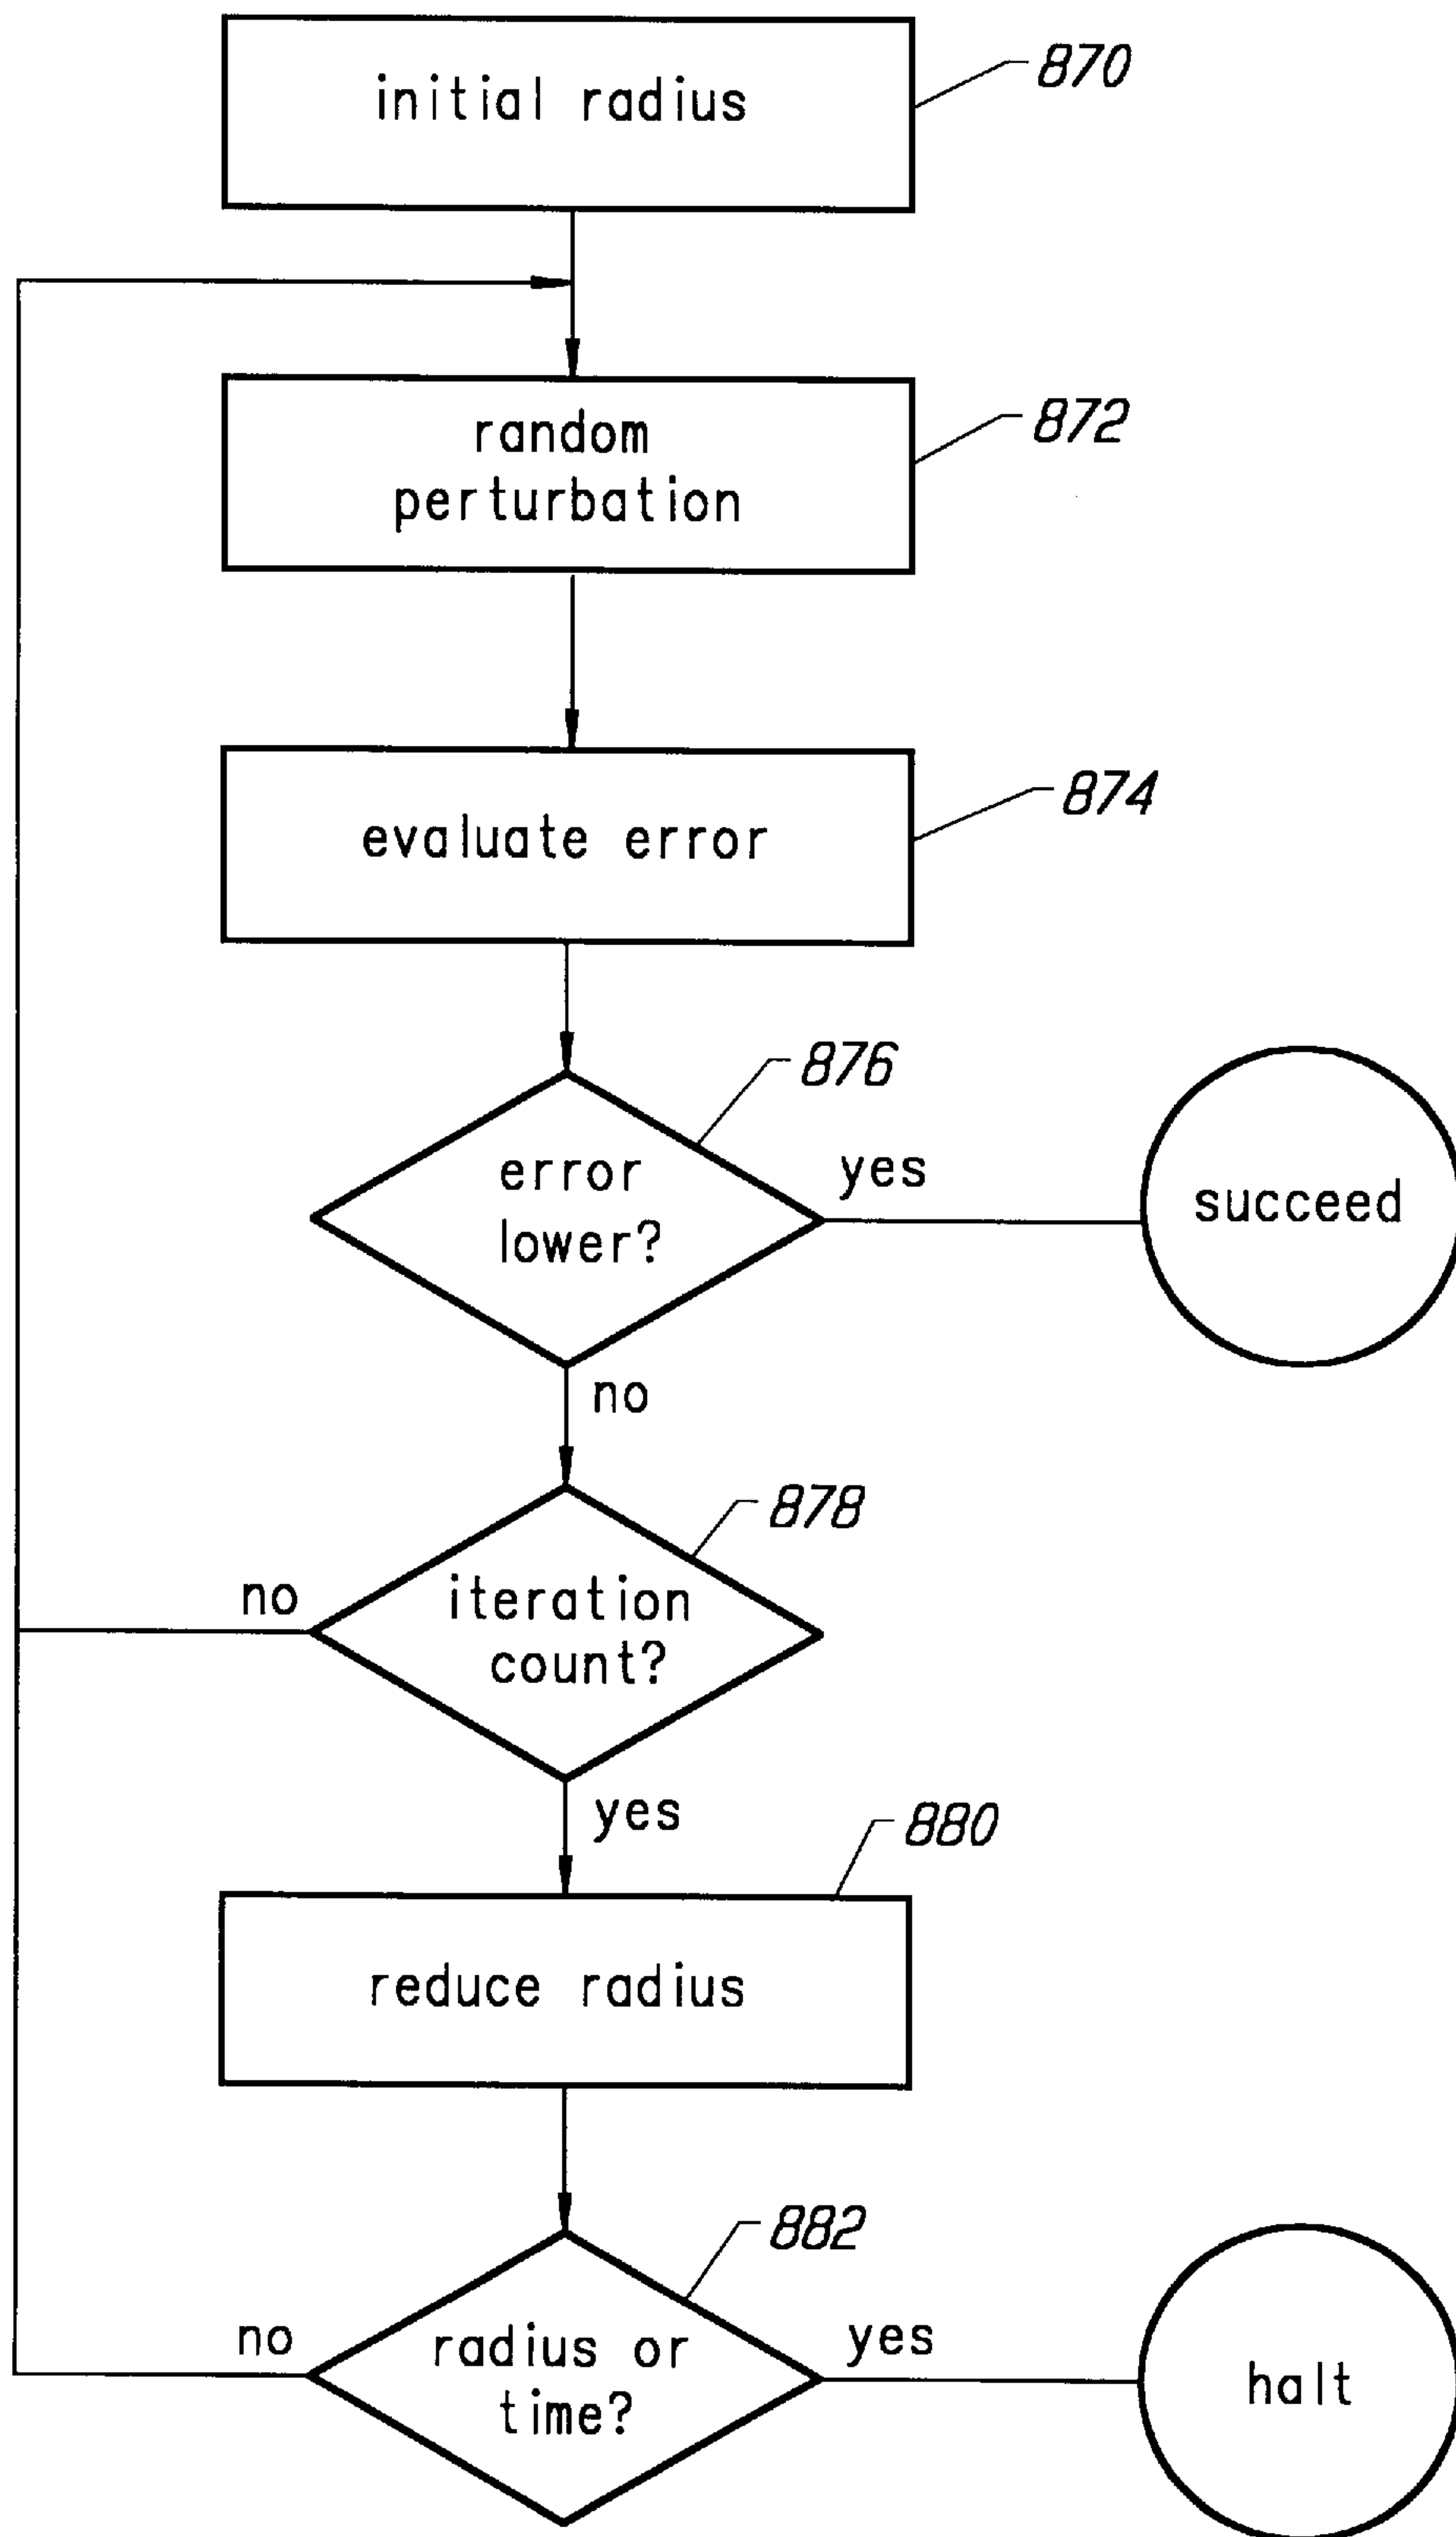 initial radius
870
random
perturbation
872
evaluate error
874
876
error
lower?
yes
succeed
no
878
no
iteration
count?
yes
880
reduce radius
882
no
radius or
time?
yes
halt